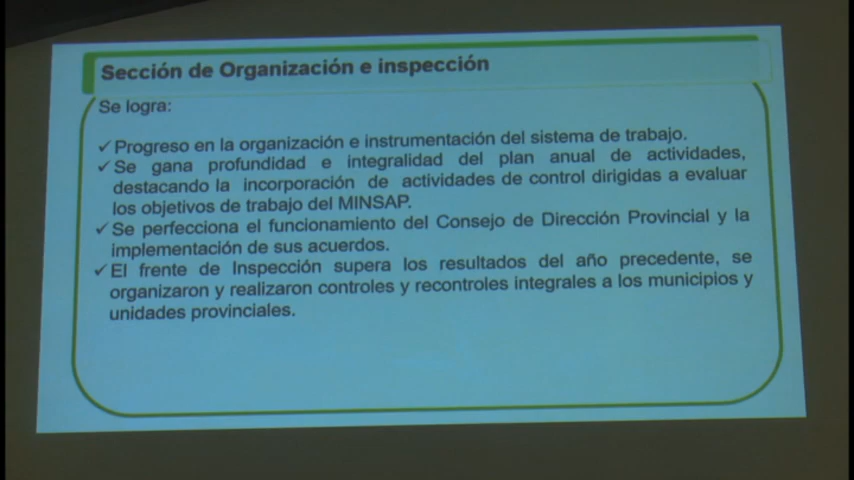 Sección de Organización e inspección
Se logra:
✓ Progreso en la organización e instrumentación del sistema de trabajo.
✓ Se gana profundidad e integralidad del plan anual de actividades,
destacando la incorporación de actividades de control dirigidas a evaluar
los objetivos de trabajo del MINSAP.
✓ Se perfecciona el funcionamiento del Consejo de Dirección Provincial y la
implementación de sus acuerdos.
✓ El frente de Inspección supera los resultados del año precedente, se
organizaron y realizaron controles y recontroles integrales a los municipios y
unidades provinciales.